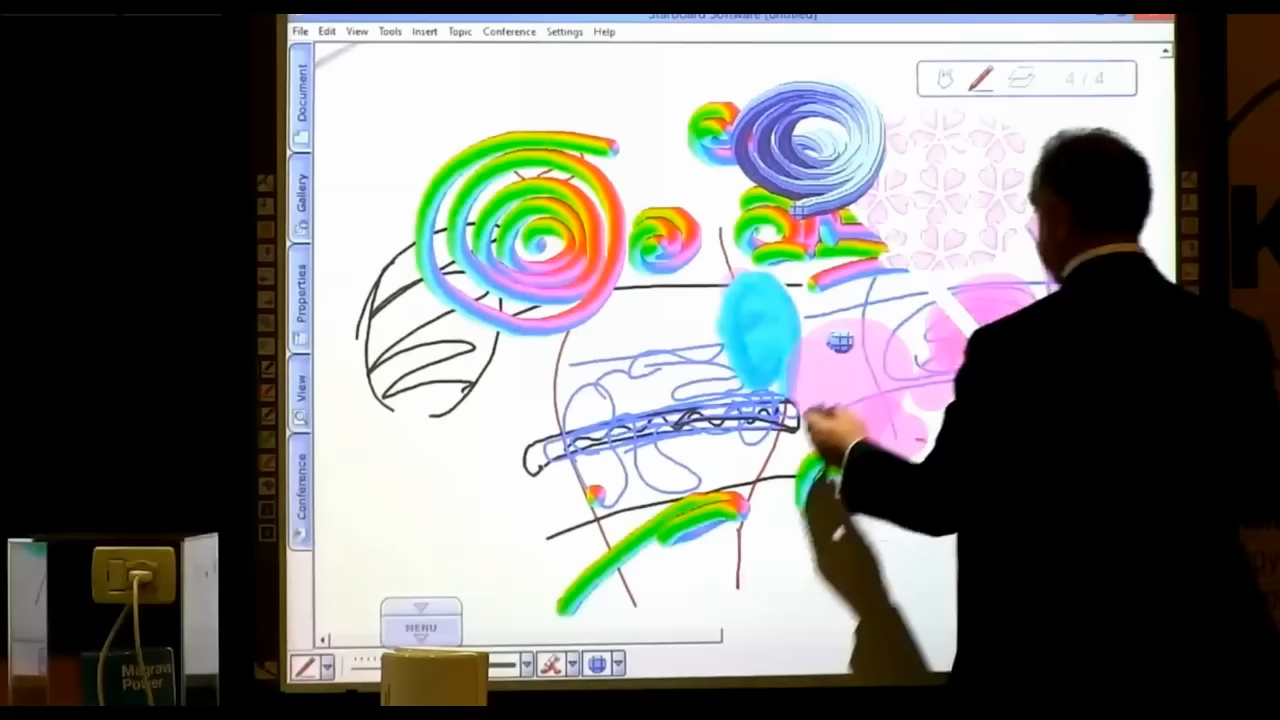 StarBoard Software [untitled]
File Edit View Tools Insert Topic Conference Settings Help
4 / 4
Document
Gallery
Properties
View
Conference
MENU
Power